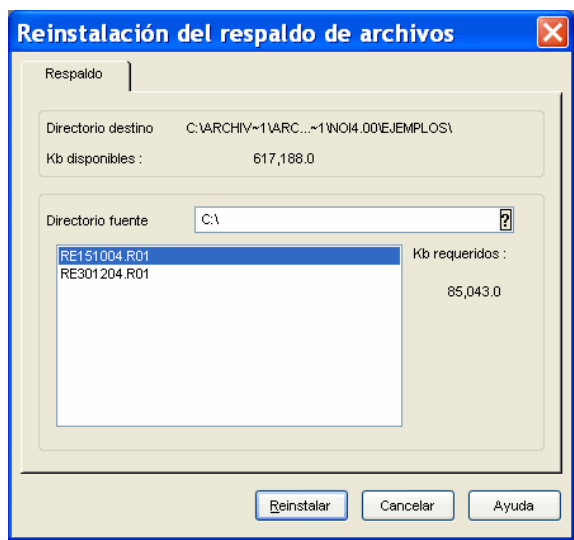 Reinstalación del respaldo de archivos
Respaldo
Directorio destino C:\ARCHIV~1\ARC...~1\NOI4.00\EJEMPLOS\
Kb disponibles : 617,188.0
Directorio fuente C:\ ?
RE151004.R01
RE301204.R01
Kb requeridos :
85,043.0
Reinstalar Cancelar Ayuda